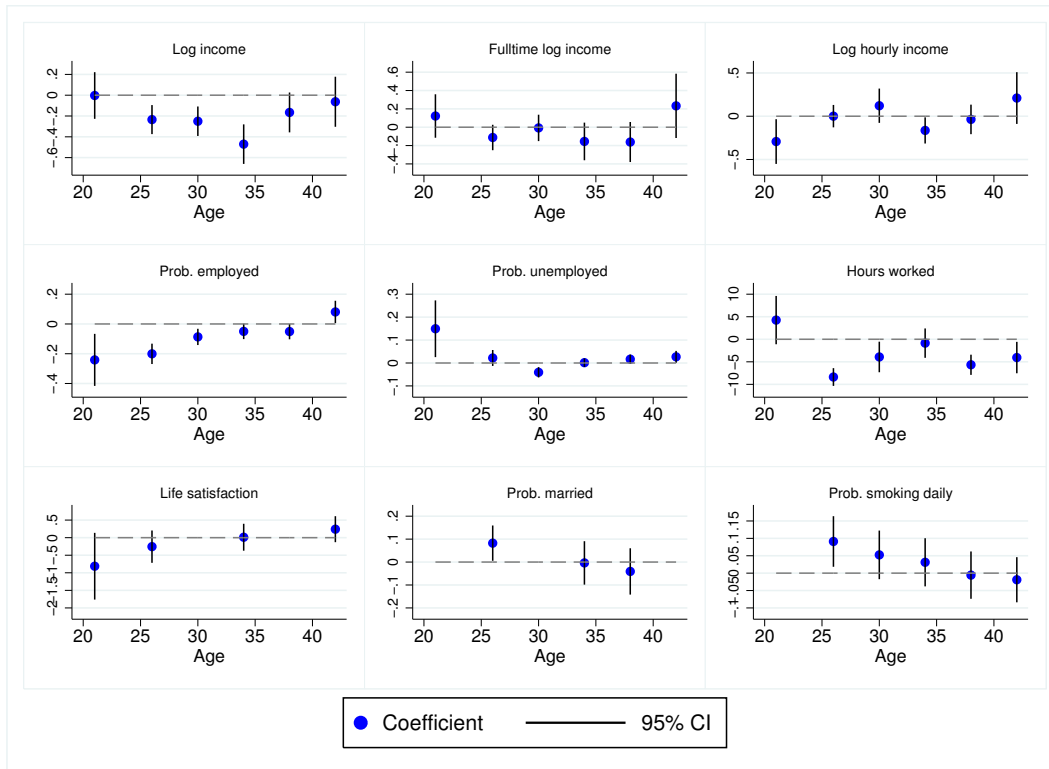 Log income
-.6 -.4 -.2 0 .2
20 25 30 35 40
Age
Fulltime log income
-.4 -.2 0 .2 .4 .6
20 25 30 35 40
Age
Log hourly income
-.5 0 .5
20 25 30 35 40
Age
Prob. employed
-.4 -.2 0 .2
20 25 30 35 40
Age
Prob. unemployed
-.1 0 .1 .2 .3
20 25 30 35 40
Age
Hours worked
-10 -5 0 5 10
20 25 30 35 40
Age
Life satisfaction
-2 -1.5 -1 -.5 0 .5
20 25 30 35 40
Age
Prob. married
-.2 -.1 0 .1 .2
20 25 30 35 40
Age
Prob. smoking daily
-.1 -.05 0 .05 .1 .15
20 25 30 35 40
Age
Coefficient 95% CI